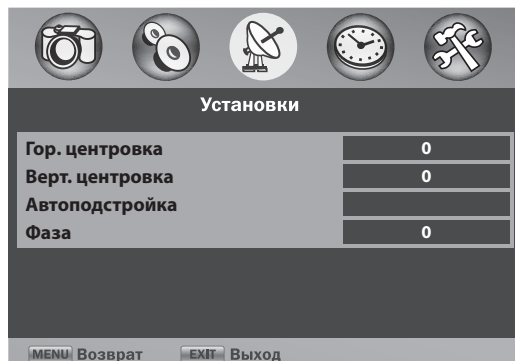 Установки
Гор. центровка 0
Верт. центровка 0
Автоподстройка
Фаза 0
MENU Возврат EXIT Выход